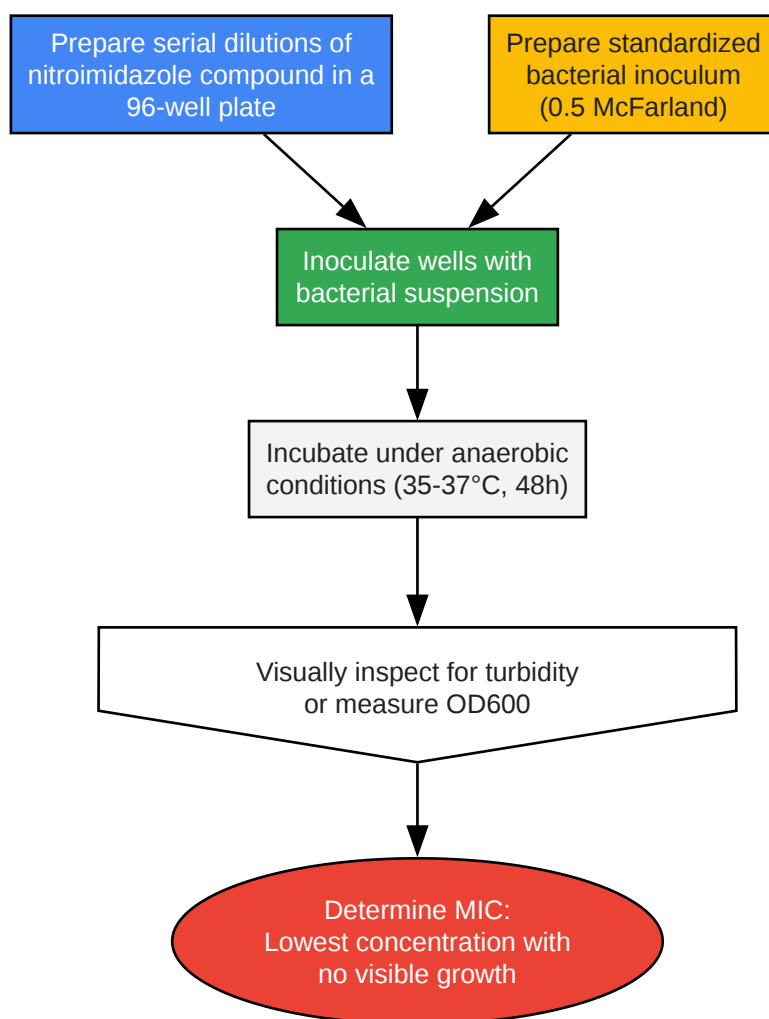 Prepare serial dilutions of
nitroimidazole compound in a
96-well plate
Prepare standardized
bacterial inoculum
(0.5 McFarland)
Inoculate wells with
bacterial suspension
Incubate under anaerobic
conditions (35-37°C, 48h)
Visually inspect for turbidity
or measure OD600
Determine MIC:
Lowest concentration with
no visible growth